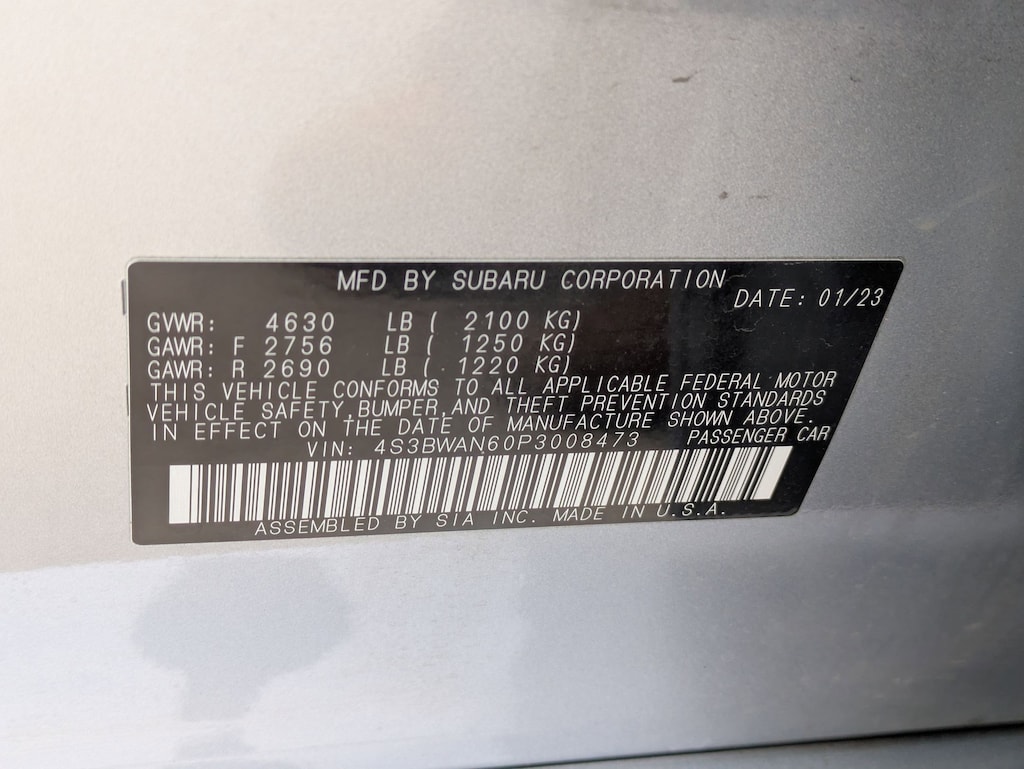 MFD BY SUBARU CORPORATION
DATE: 01/23
GVWR: 4630 LB ( 2100 KG)
GAWR: F 2756 LB ( 1250 KG)
GAWR: R 2690 LB ( 1220 KG)
THIS VEHICLE CONFORMS TO ALL APPLICABLE FEDERAL MOTOR
VEHICLE SAFETY,BUMPER,AND THEFT PREVENTION STANDARDS
IN EFFECT ON THE DATE OF MANUFACTURE SHOWN ABOVE.
VIN: 4S3BWAN60P3008473 PASSENGER CAR
ASSEMBLED BY SIA INC. MADE IN U.S.A.